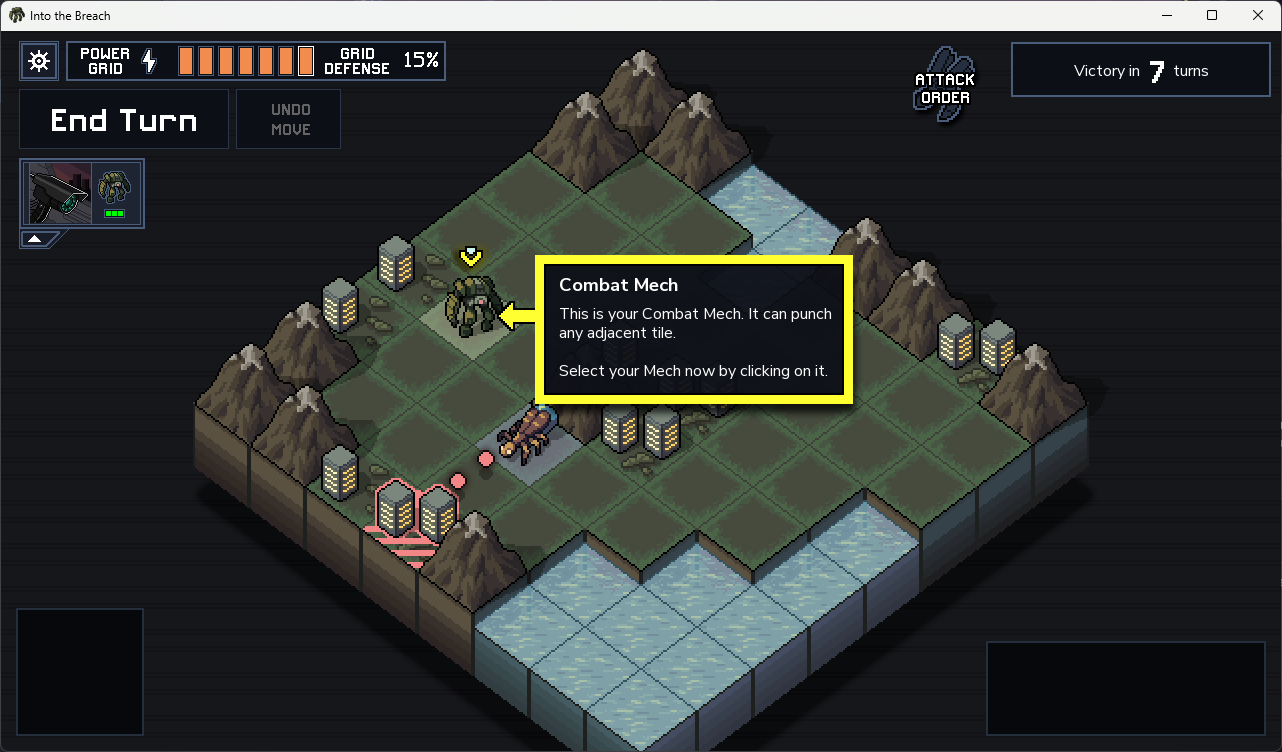 Into the Breach
POWER
GRID
GRID
DEFENSE
15%
ATTACK
ORDER
Victory in 7 turns
End Turn
UNDO
MOVE
Combat Mech
This is your Combat Mech. It can punch
any adjacent tile.
Select your Mech now by clicking on it.